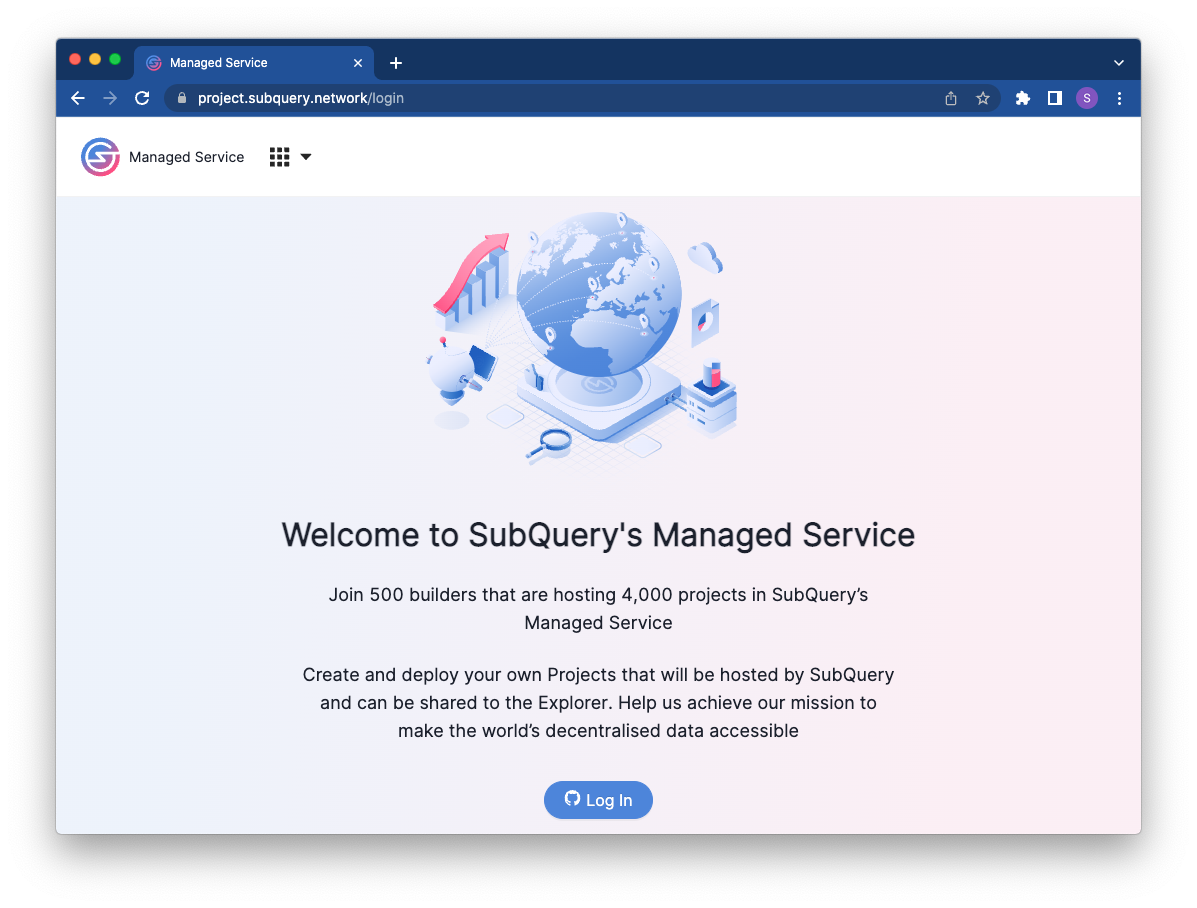 Managed Service
project.subquery.network/login
S
Managed Service
Welcome to SubQuery's Managed Service
Join 500 builders that are hosting 4,000 projects in SubQuery’s
Managed Service
Create and deploy your own Projects that will be hosted by SubQuery
and can be shared to the Explorer. Help us achieve our mission to
make the world’s decentralised data accessible
Log In